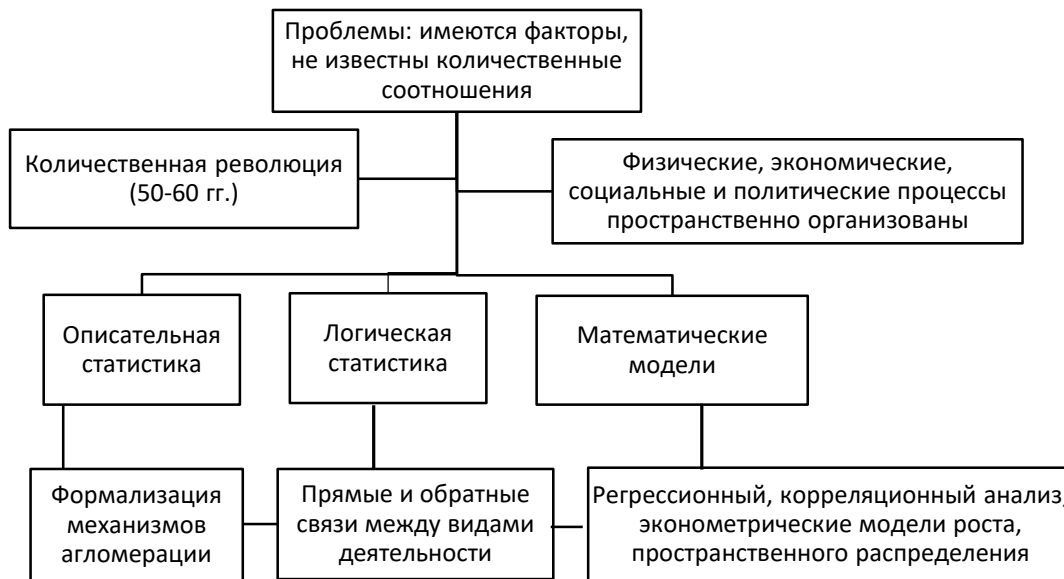 Проблемы: имеются факторы,
не известны количественные
соотношения
Количественная революция
(50-60 гг.)
Физические, экономические,
социальные и политические процессы
пространственно организованы
Описательная
статистика
Логическая
статистика
Математические
модели
Формализация
механизмов
агломерации
Прямые и обратные
связи между видами
деятельности
Регрессионный, корреляционный анализ,
эконометрические модели роста,
пространственного распределения